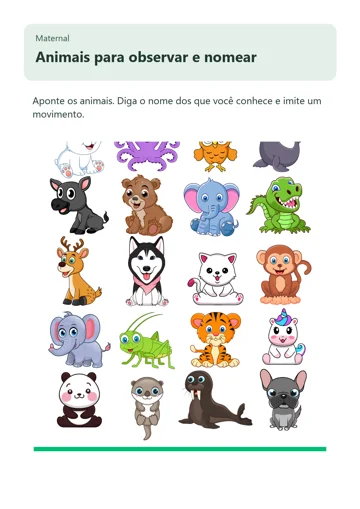 Maternal
Animais para observar e nomear
Aponte os animais. Diga o nome dos que você conhece e imite um
movimento.